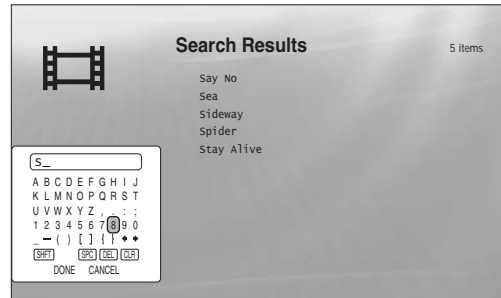 Search Results
5 items
Say No
Sea
Sideway
Spider
Stay Alive
S_
A B C D E F G H I J
K L M N O P Q R S T
U V W X Y Z , . : ;
1 2 3 4 5 6 7 8 9 0
_ – ( ) [ ] { }
SHFT SPC DEL CLR
DONE CANCEL